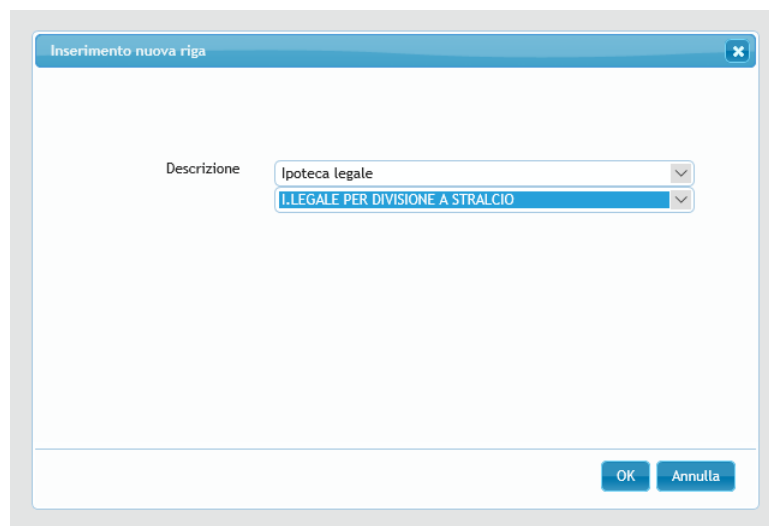 Inserimento nuova riga
Descrizione
Ipoteca legale
I.LEGALE PER DIVISIONE A STRALCIO
OK
Annulla